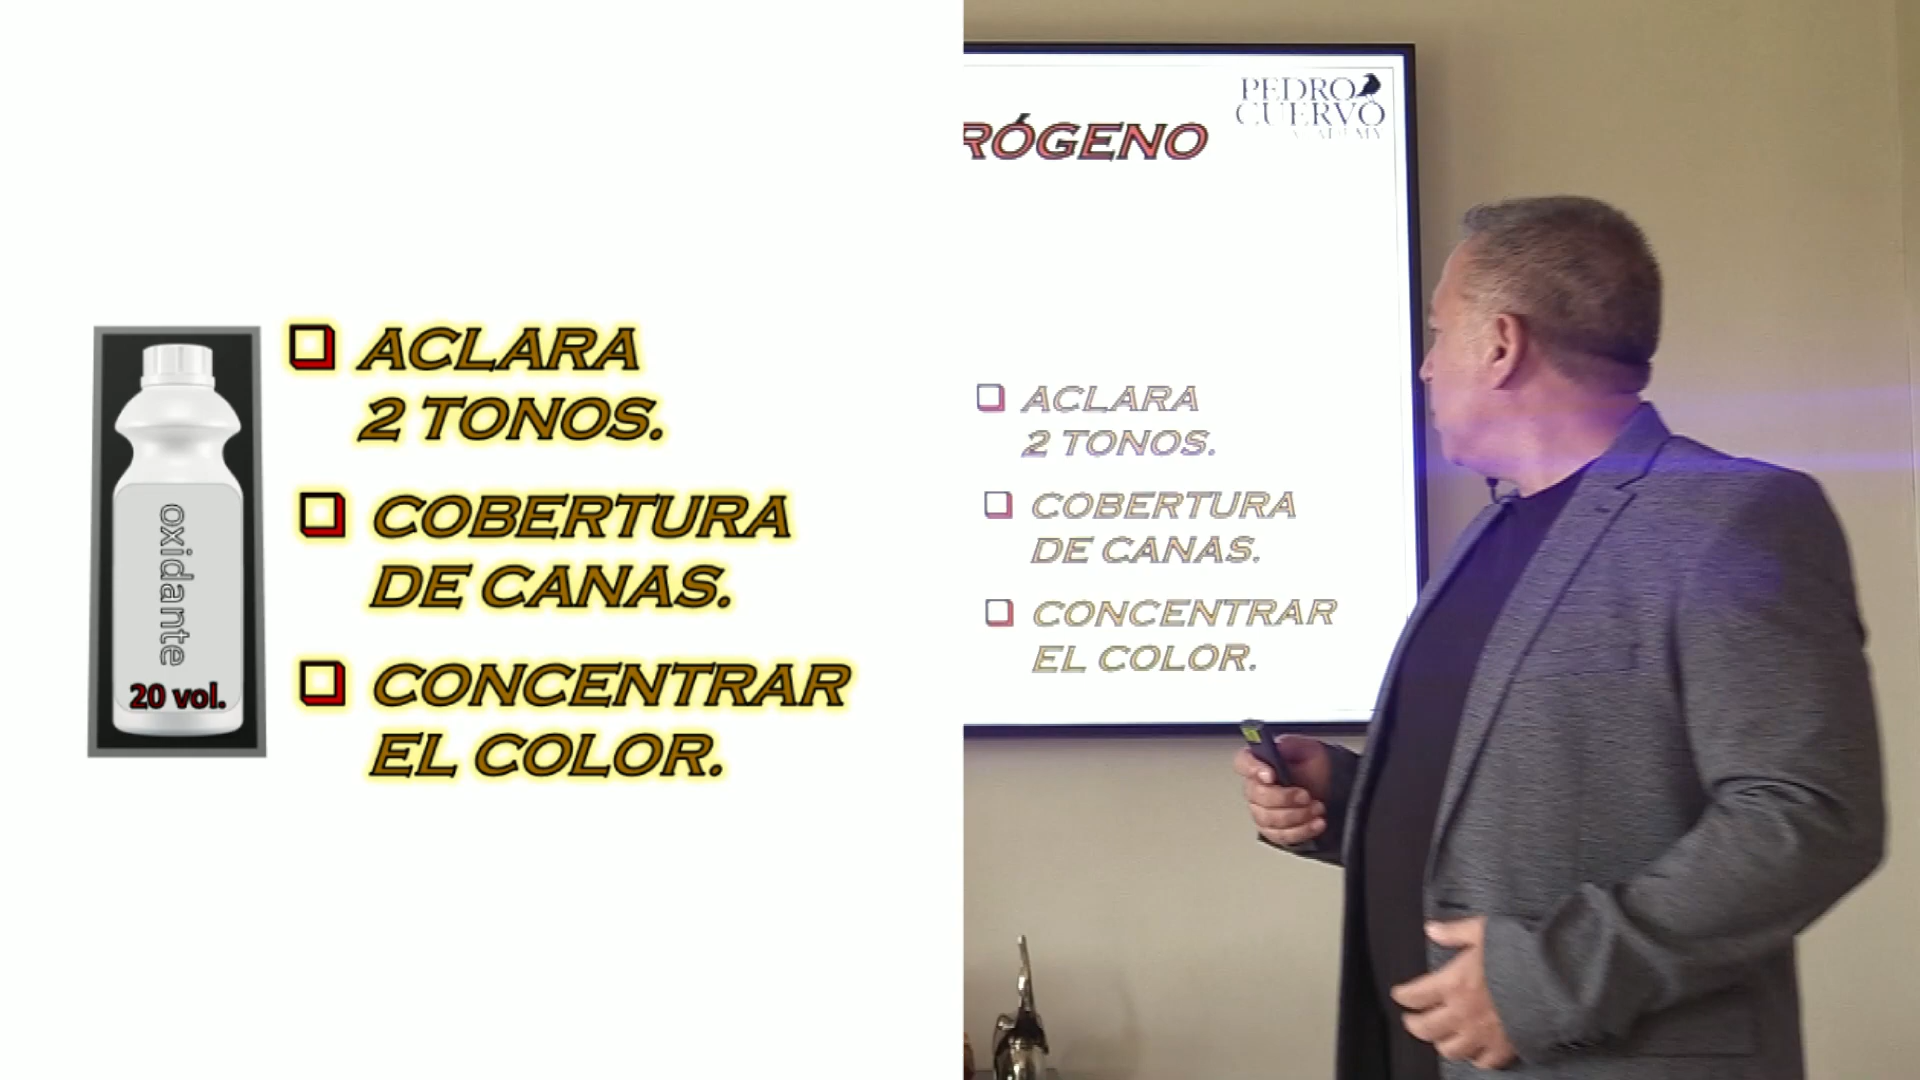 oxidante
20 vol.
ACLARA
2 TONOS.
COBERTURA
DE CANAS.
CONCENTRAR
EL COLOR.
PEDRO
CUERVO
ACADEMY
RÓGENO
ACLARA
2 TONOS.
COBERTURA
DE CANAS.
CONCENTRAR
EL COLOR.